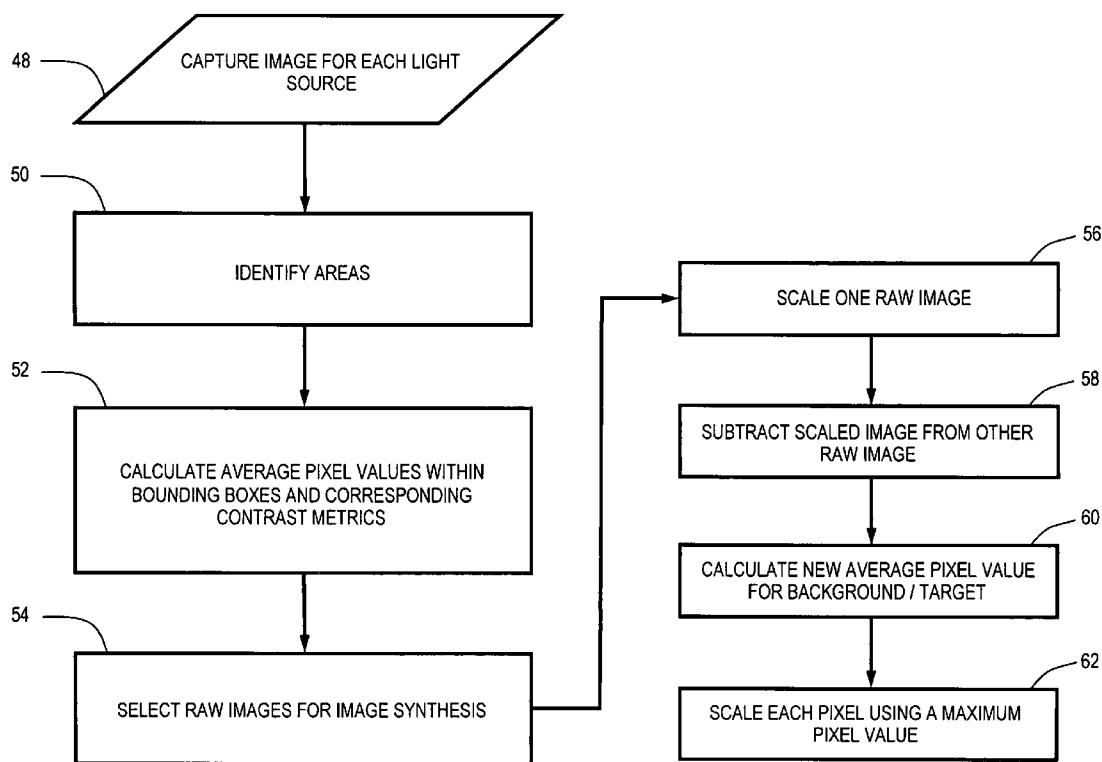 48
CAPTURE IMAGE FOR EACH LIGHT
SOURCE
50
IDENTIFY AREAS
52
CALCULATE AVERAGE PIXEL VALUES WITHIN
BOUNDING BOXES AND CORRESPONDING
CONTRAST METRICS
54
SELECT RAW IMAGES FOR IMAGE SYNTHESIS
56
SCALE ONE RAW IMAGE
58
SUBTRACT SCALED IMAGE FROM OTHER
RAW IMAGE
60
CALCULATE NEW AVERAGE PIXEL VALUE
FOR BACKGROUND / TARGET
62
SCALE EACH PIXEL USING A MAXIMUM
PIXEL VALUE